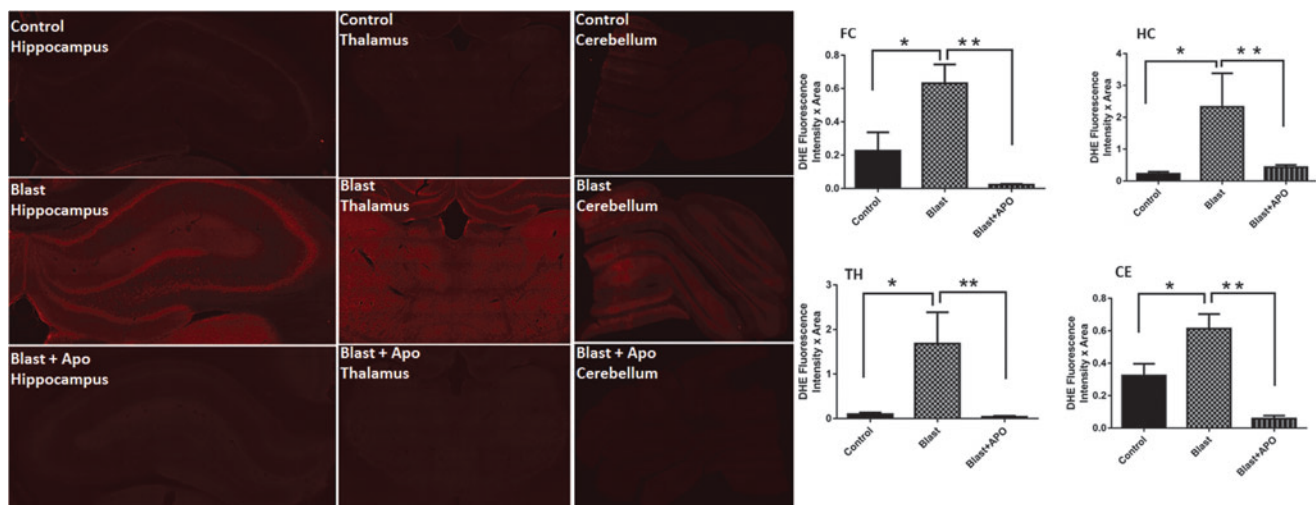 Control
Hippocampus
Control
Thalamus
Control
Cerebellum
Blast
Hippocampus
Blast
Thalamus
Blast
Cerebellum
Blast + Apo
Hippocampus
Blast + Apo
Thalamus
Blast + Apo
Cerebellum
FC
* **
DHE Fluorescence
Intensity x Area
0.8
0.6
0.4
0.2
0.0
Control
Blast
Blast+APO
HC
* **
DHE Fluorescence
Intensity x Area
4
3
2
1
0
Control
Blast
Blast+APO
TH
* **
DHE Fluorescence
Intensity x Area
3
2
1
0
Control
Blast
Blast+APO
CE
* **
DHE Fluorescence
Intensity x Area
0.8
0.6
0.4
0.2
0.0
Control
Blast
Blast+APO